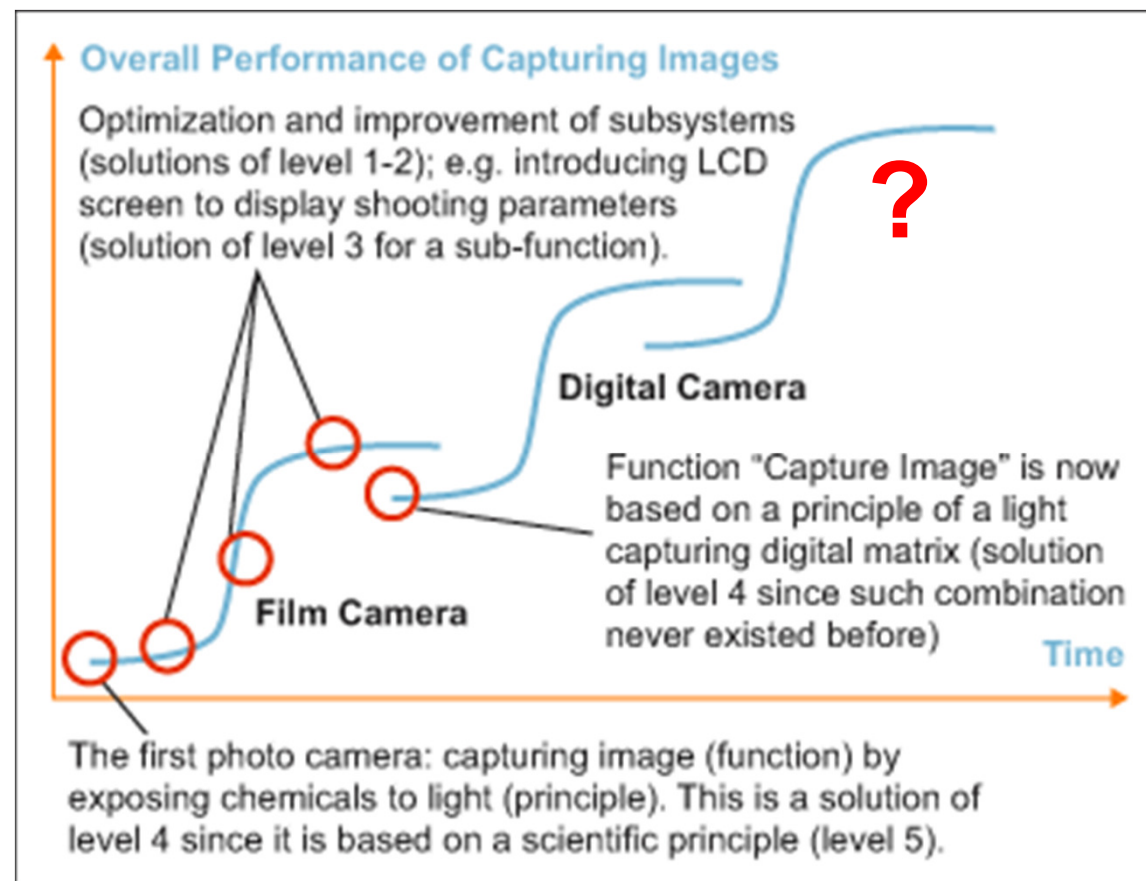 Overall Performance of Capturing Images
Optimization and improvement of subsystems
(solutions of level 1-2); e.g. introducing LCD
screen to display shooting parameters
(solution of level 3 for a sub-function).
?
Digital Camera
Function "Capture Image" is now
based on a principle of a light
capturing digital matrix (solution
of level 4 since such combination
never existed before)
Film Camera
Time
The first photo camera: capturing image (function) by
exposing chemicals to light (principle). This is a solution of
level 4 since it is based on a scientific principle (level 5).